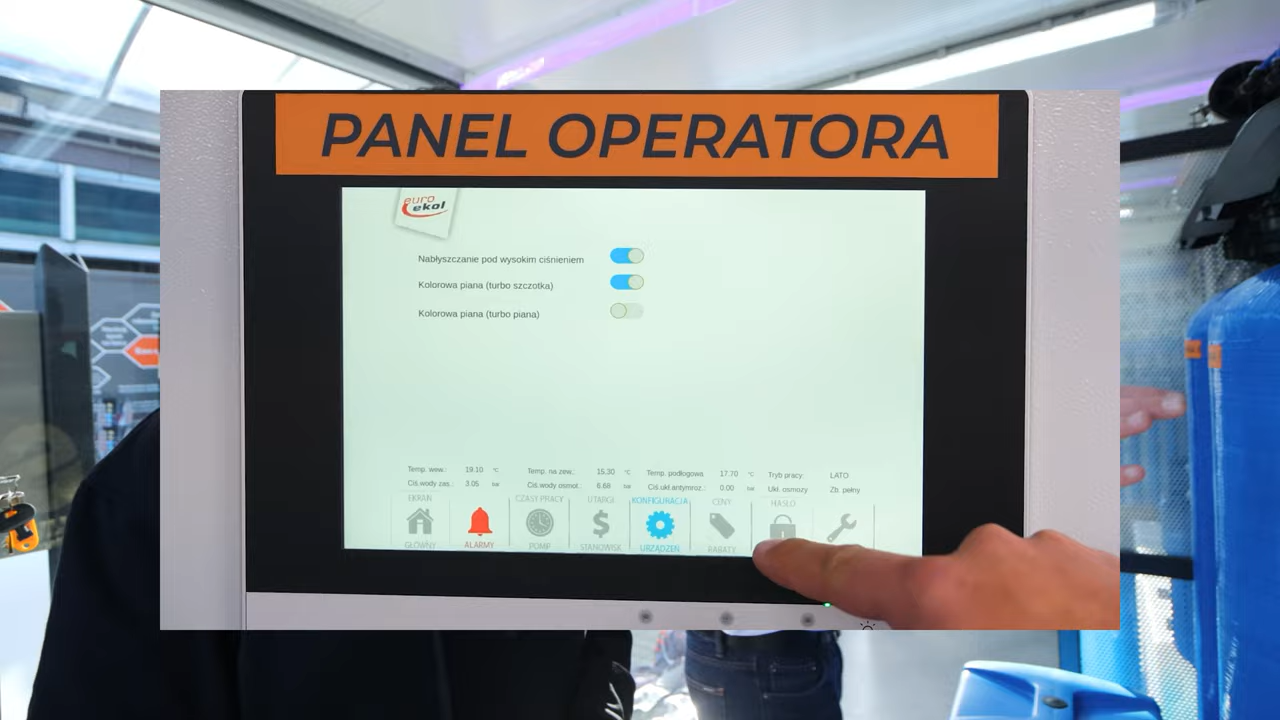 PANEL OPERATORA
euro ekol
Nabłyszczanie pod wysokim ciśnieniem
Kolorowa piana (turbo szczotka)
Kolorowa piana (turbo piana)
Temp. wew.: 19.10 °C Temp. na zew.: 15.30 °C Temp. podłogowa 17.70 °C Tryb pracy: LATO
Ciś.wody zas.: 3.05 bar Ciś.wody osmot.: 6.68 bar Ciś.ukł.antymroz.: 0.00 bar Ukł. osmozy Zb. pełny
EKRAN GŁÓWNY
ALARMY
CZASY PRACY POMP
UTARGI STANOWISK
KONFIGURACJA URZĄDZEŃ
CENY RABATY
HASŁO